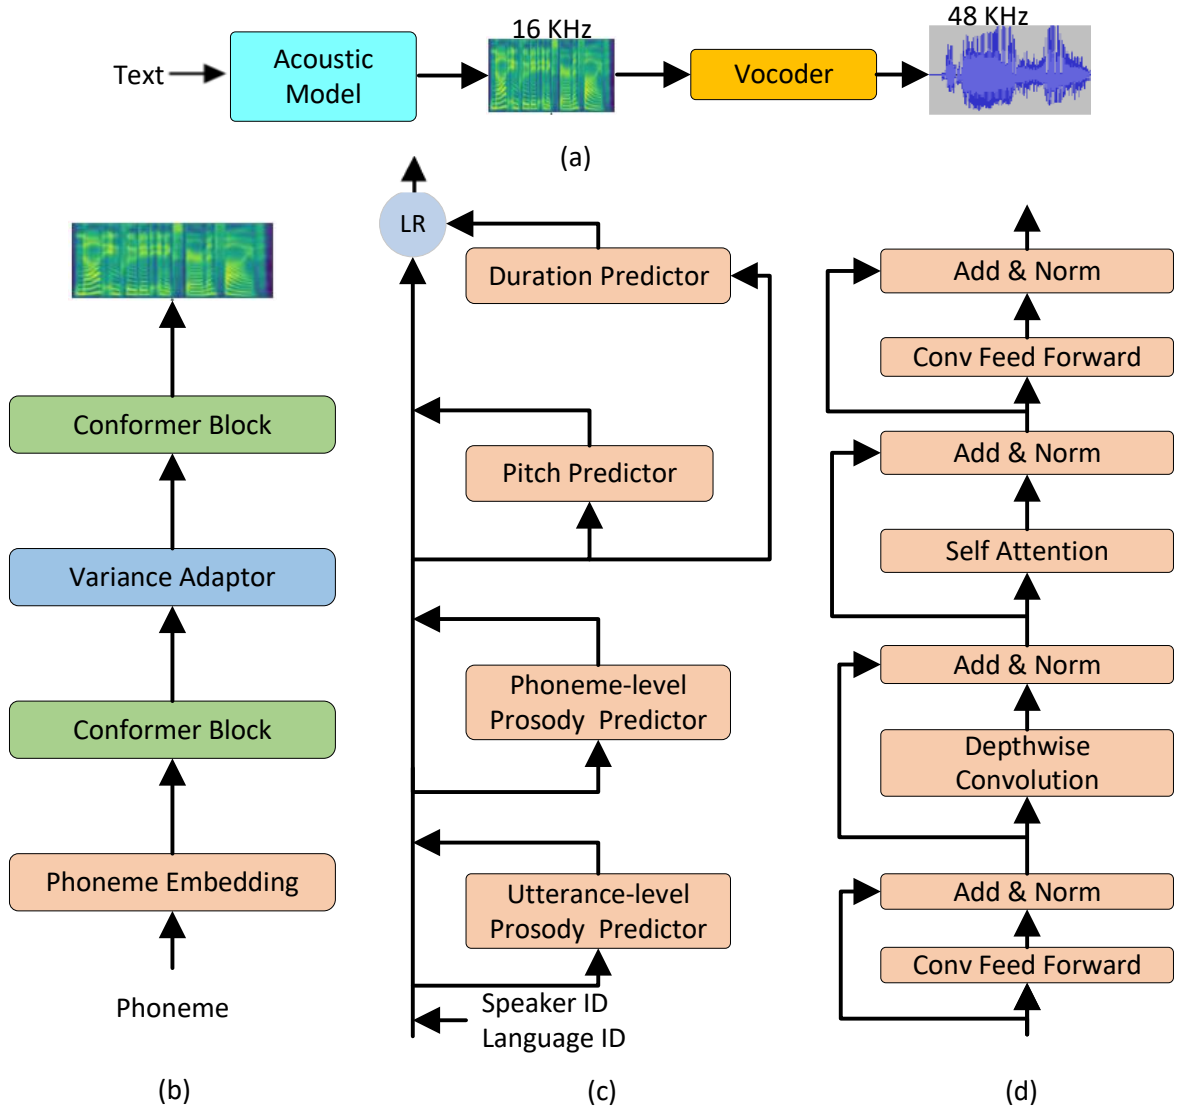 16 KHz
48 KHz
Text
Acoustic
Model
Vocoder
(a)
Conformer Block
Variance Adaptor
Conformer Block
Phoneme Embedding
Phoneme
(b)
LR
Duration Predictor
Pitch Predictor
Phoneme-level
Prosody Predictor
Utterance-level
Prosody Predictor
Speaker ID
Language ID
(c)
Add & Norm
Conv Feed Forward
Add & Norm
Self Attention
Add & Norm
Depthwise
Convolution
Add & Norm
Conv Feed Forward
(d)